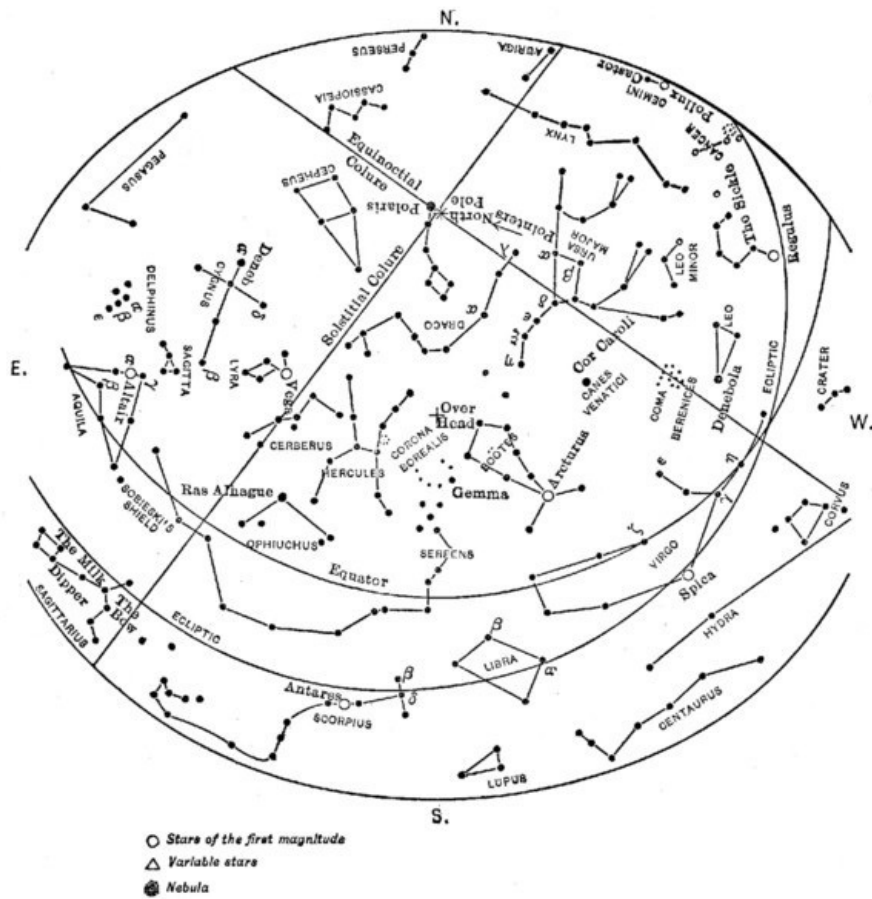 N.
PERSEUS
AURIGA
Castor
GEMINI
Pollux
CASSIOPEIA
LYNX
CANCER
PEGASUS
Equinoctial
Colure
CEPHEUS
Polaris
North
Pole
Pointers
URSA
MAJOR
The Sickle
Regulus
LEO
MINOR
α
Deneb
CYGNUS
δ
β
DELPHINUS
α
β
ε
Solstitial Colure
DRACO
α
λ
α
β
δ
ε
η
Cor Caroli
CANES
VENATICI
COMA
BERENICES
LEO
Denebola
ECLIPTIC
CRATER
E.
W.
SAGITTA
LYRA
Vega
α
Altair
β
γ
AQUILA
CERBERUS
HERCULES
CORONA
BOREALIS
Over
Head
BOOTES
Arcturus
Gemma
Ras Alhague
OPHIUCHUS
SOBIESKI'S
SHIELD
SERPENS
Equator
ε
η
γ
ζ
VIRGO
Spica
CORVUS
HYDRA
The Milk
Dipper
The Bow
SAGITTARIUS
ECLIPTIC
β
LIBRA
α
Antares
β
δ
SCORPIUS
CENTAURUS
LUPUS
S.
Stars of the first magnitude
Variable stars
Nebula